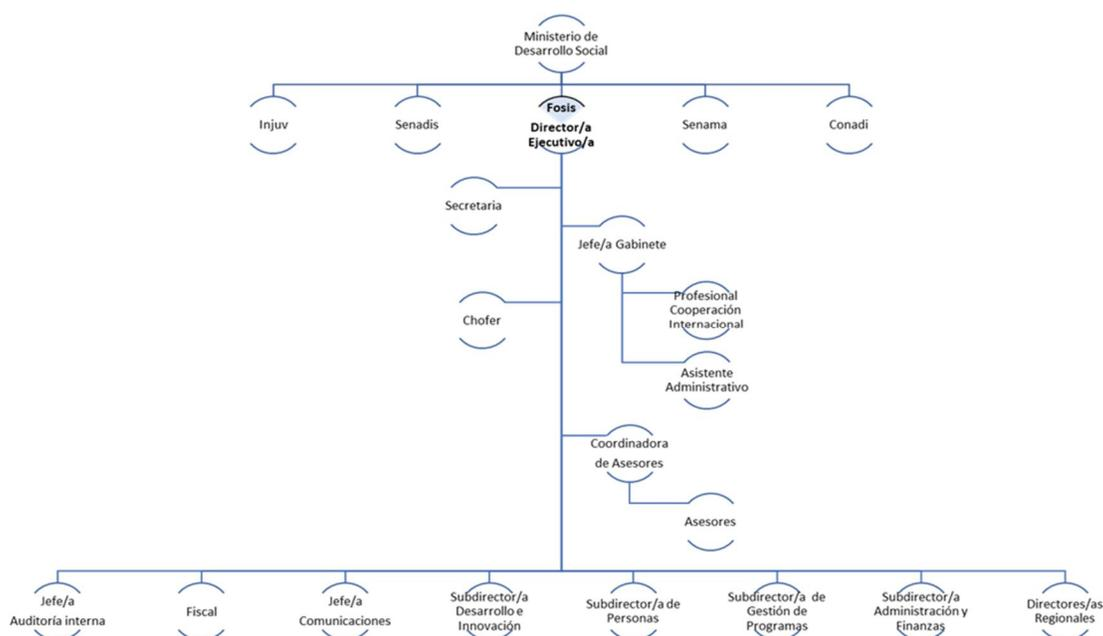 Ministerio de
Desarrollo Social
Injuv
Senadis
Fosis
Director/a
Ejecutivo/a
Senama
Conadi
Secretaria
Jefe/a Gabinete
Profesional
Cooperación
Internacional
Chofer
Asistente
Administrativo
Coordinadora
de Asesores
Asesores
Jefe/a
Auditoría interna
Fiscal
Jefe/a
Comunicaciones
Subdirector/a
Desarrollo e
Innovación
Subdirector/a de
Personas
Subdirector/a de
Gestión de
Programas
Subdirector/a
Administración y
Finanzas
Directores/as
Regionales